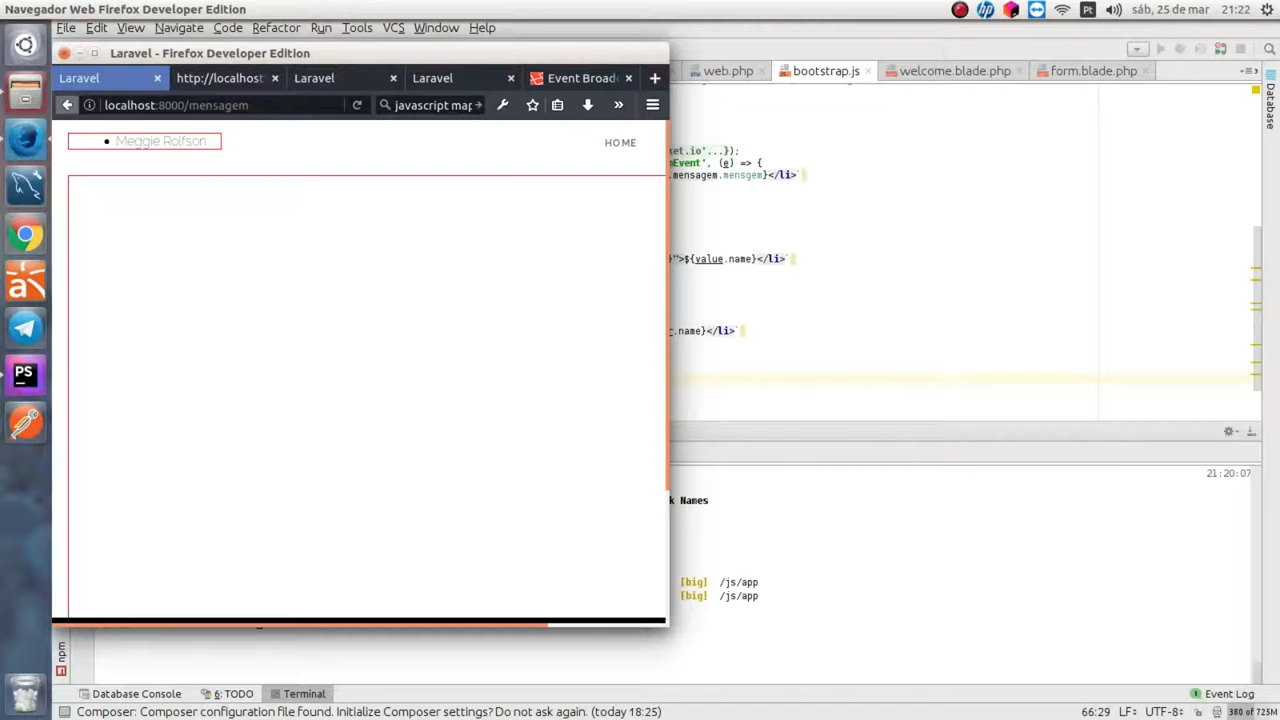 Navegador Web Firefox Developer Edition
Pt
sáb, 25 de mar
21:22
File Edit View Navigate Code Refactor Run Tools VCS Window Help
Laravel - Firefox Developer Edition
Laravel × http://localhost × Laravel × Laravel × Event Broad × +
web.php × bootstrap.js × welcome.blade.php × form.blade.php ×
localhost:8000/mensagem
javascript map
Database
Meggie Rolfson
HOME
ket.io'...});
mEvent', (e) => {
.mensagem.mensgem}</li>`
}">${value.name}</li>`
.name}</li>`
21:20:07
k Names
[big] /js/app
[big] /js/app
npm
PS
Database Console 6: TODO Terminal
Event Log
Composer: Composer configuration file found. Initialize Composer settings? Do not ask again. (today 18:25)
66:29 LF÷ UTF-8÷ 380 of 725M